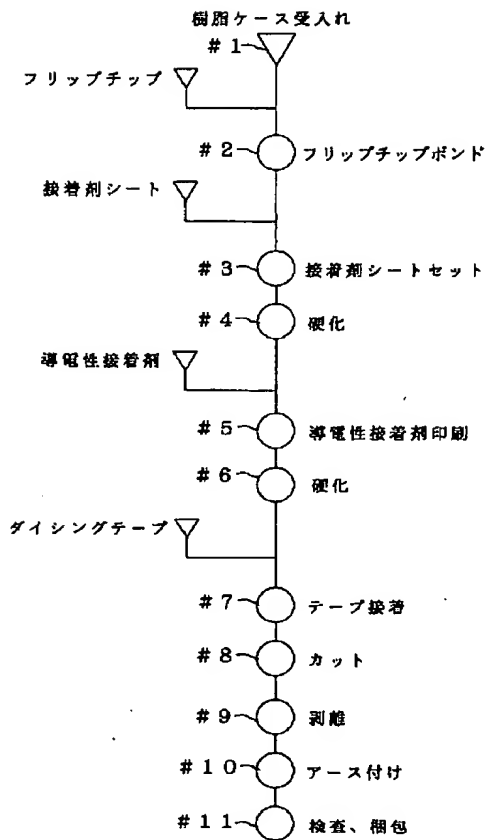 樹脂ケース受入れ
#1
フリップチップ
#2 フリップチップボンド
接着剤シート
#3 接着剤シートセット
#4 硬化
導電性接着剤
#5 導電性接着剤印刷
#6 硬化
ダイシングテープ
#7 テープ接着
#8 カット
#9 剥離
#10 アース付け
#11 検査、梱包